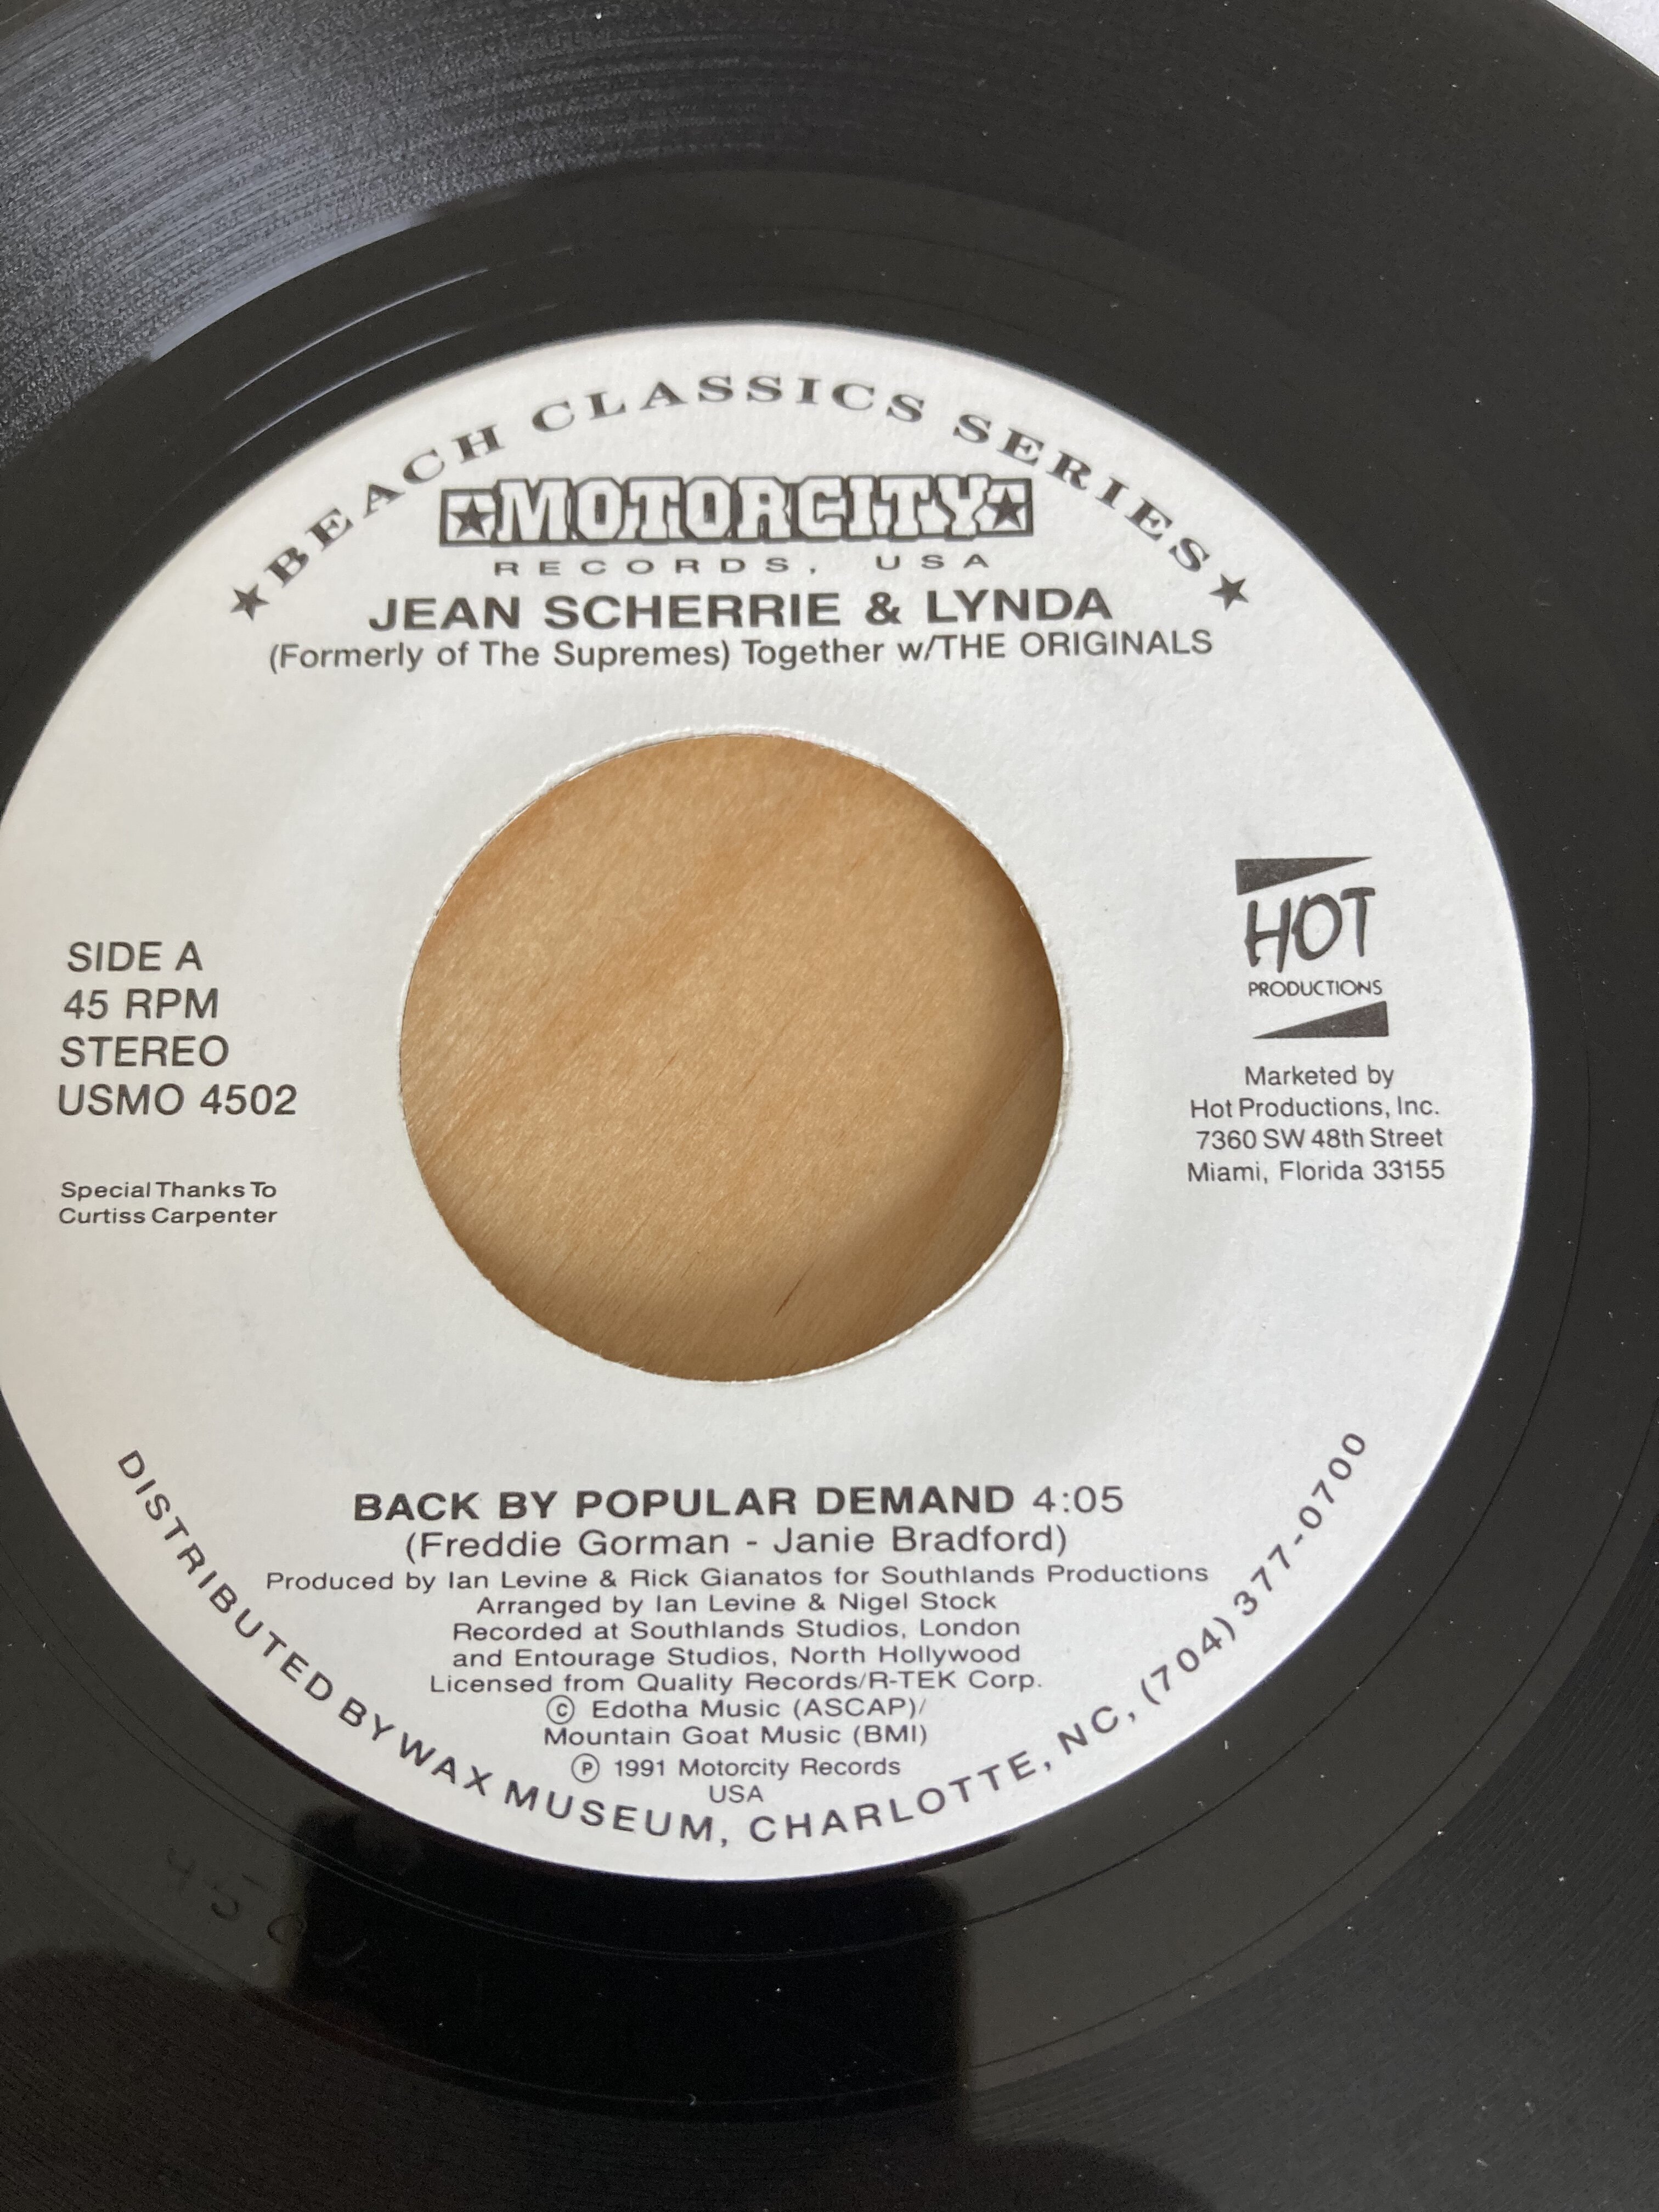 ★BEACH CLASSICS SERIES★
★MOTORCITY★
RECORDS, USA
JEAN SCHERRIE & LYNDA
(Formerly of The Supremes) Together w/THE ORIGINALS
SIDE A
45 RPM
STEREO
USMO 4502
Special Thanks To
Curtiss Carpenter
HOT
PRODUCTIONS
Marketed by
Hot Productions, Inc.
7360 SW 48th Street
Miami, Florida 33155
BACK BY POPULAR DEMAND 4:05
(Freddie Gorman - Janie Bradford)
Produced by Ian Levine & Rick Gianatos for Southlands Productions
Arranged by Ian Levine & Nigel Stock
Recorded at Southlands Studios, London
and Entourage Studios, North Hollywood
Licensed from Quality Records/R-TEK Corp.
© Edotha Music (ASCAP)/
Mountain Goat Music (BMI)
℗ 1991 Motorcity Records
USA
DISTRIBUTED BY WAX MUSEUM, CHARLOTTE, NC, (704) 377-0700